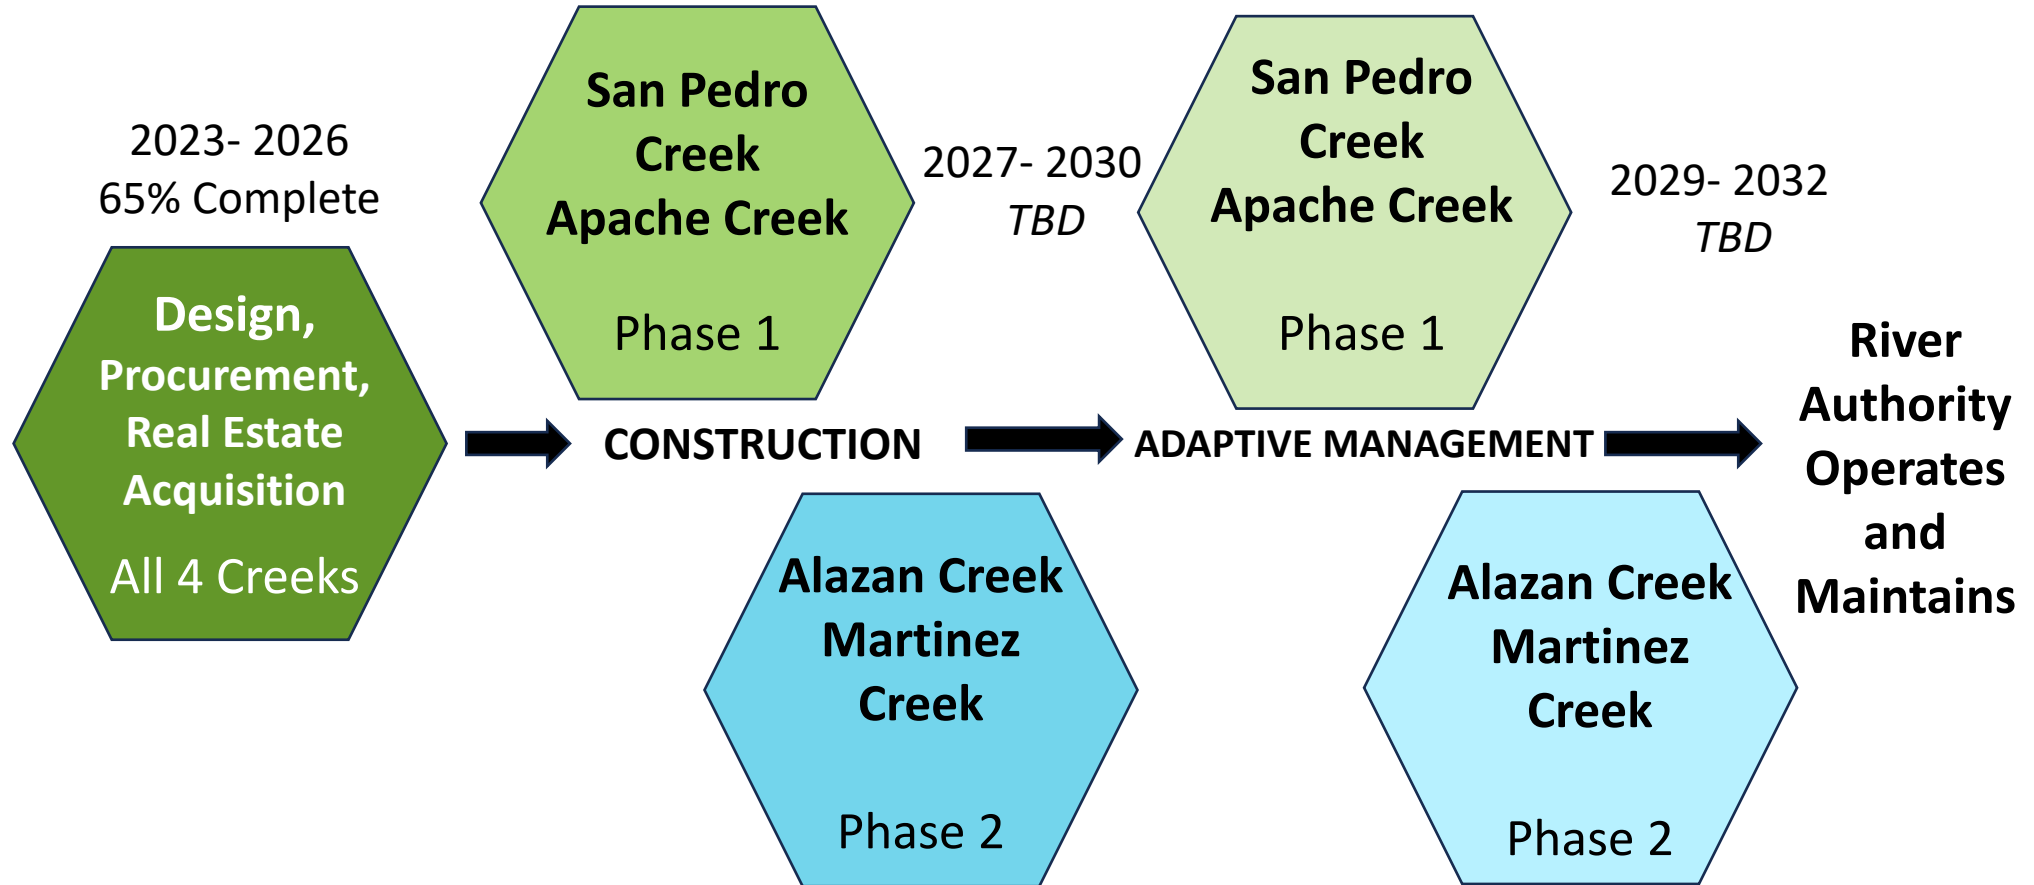 2023- 2026
65% Complete
Design,
Procurement,
Real Estate
Acquisition
All 4 Creeks
San Pedro
Creek
Apache Creek
Phase 1
2027- 2030
TBD
San Pedro
Creek
Apache Creek
Phase 1
2029- 2032
TBD
CONSTRUCTION
ADAPTIVE MANAGEMENT
River
Authority
Operates
and
Maintains
Alazan Creek
Martinez
Creek
Phase 2
Alazan Creek
Martinez
Creek
Phase 2